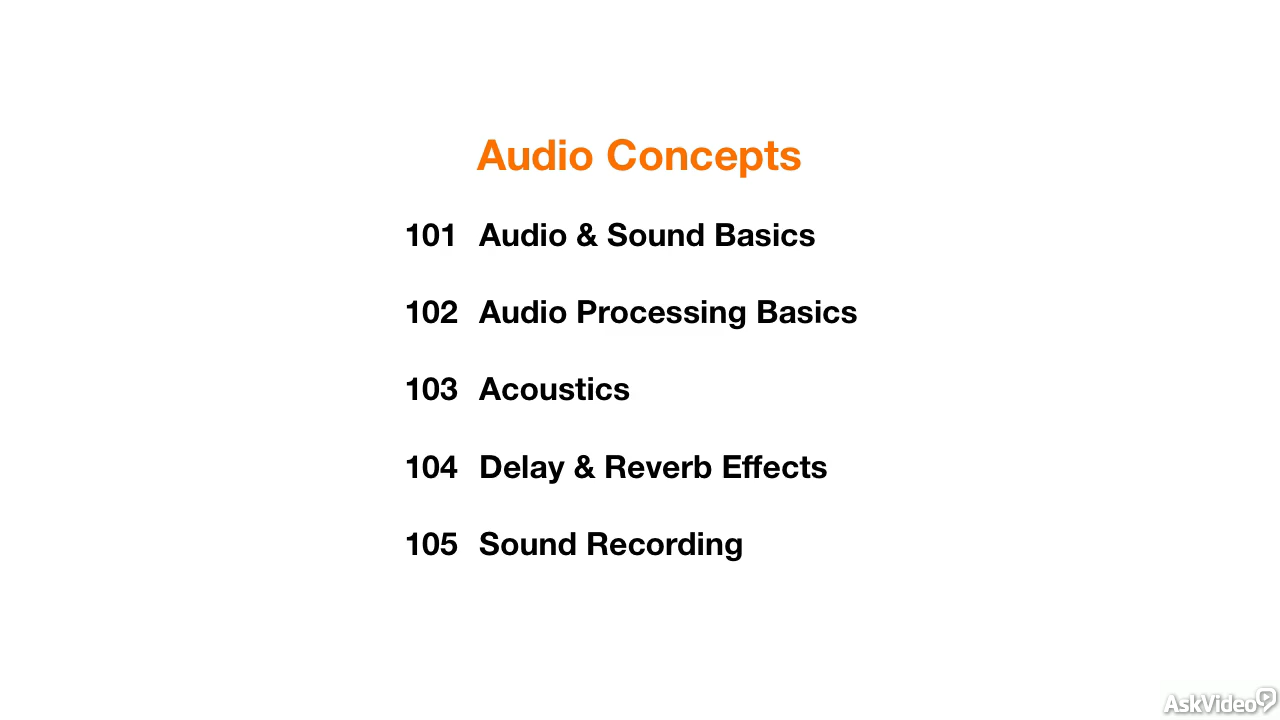 Audio Concepts
101 Audio & Sound Basics
102 Audio Processing Basics
103 Acoustics
104 Delay & Reverb Effects
105 Sound Recording
AskVideo